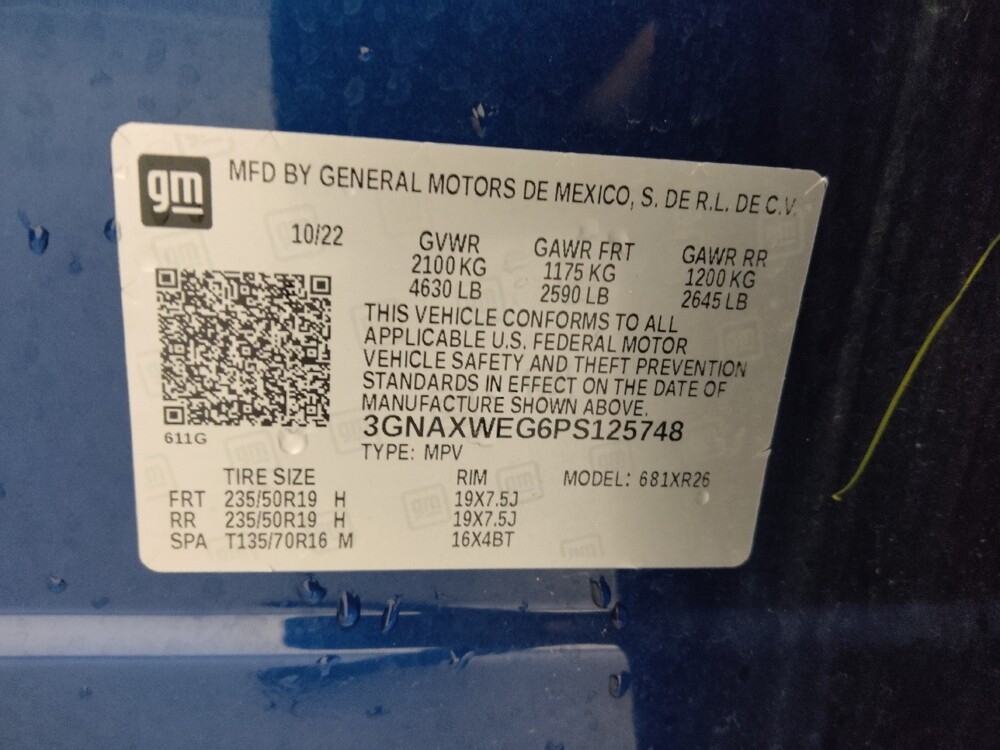 gm
MFD BY GENERAL MOTORS DE MEXICO, S. DE R.L. DE C.V.
10/22
GVWR GAWR FRT GAWR RR
2100 KG 1175 KG 1200 KG
4630 LB 2590 LB 2645 LB
THIS VEHICLE CONFORMS TO ALL
APPLICABLE U.S. FEDERAL MOTOR
VEHICLE SAFETY AND THEFT PREVENTION
STANDARDS IN EFFECT ON THE DATE OF
MANUFACTURE SHOWN ABOVE.
611G
3GNAXWEG6PS125748
TYPE: MPV
TIRE SIZE RIM MODEL: 681XR26
FRT 235/50R19 H 19X7.5J
RR 235/50R19 H 19X7.5J
SPA T135/70R16 M 16X4BT